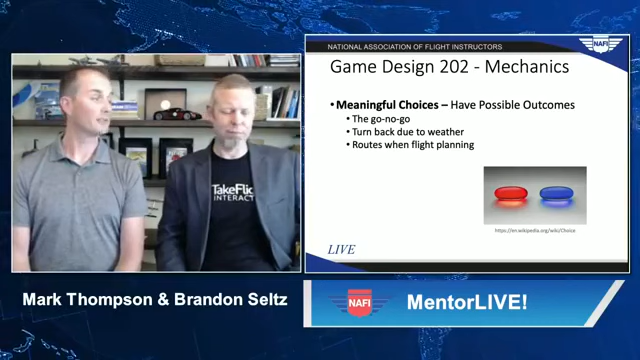 NATIONAL ASSOCIATION OF FLIGHT INSTRUCTORS
NAFI
Game Design 202 - Mechanics
•Meaningful Choices – Have Possible Outcomes
• The go-no-go
• Turn back due to weather
• Routes when flight planning
https://en.wikipedia.org/wiki/Choice
LIVE
TakeFlig
INTERACT
Mark Thompson & Brandon Seltz
NAFI
MentorLIVE!